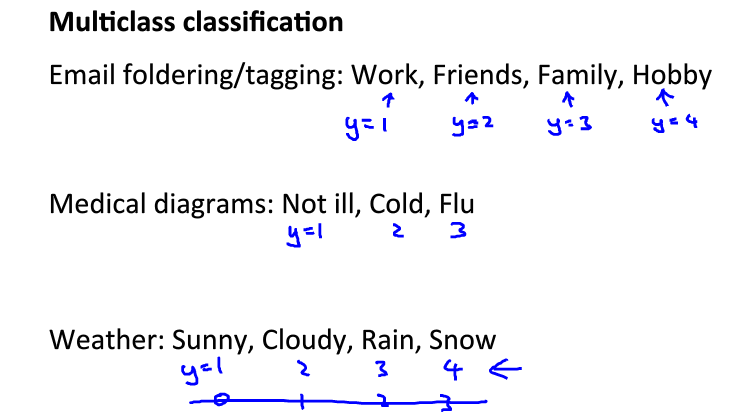 Multiclass classification
Email foldering/tagging: Work, Friends, Family, Hobby
y=1 y=2 y=3 y=4
Medical diagrams: Not ill, Cold, Flu
y=1 2 3
Weather: Sunny, Cloudy, Rain, Snow
y=1 2 3 4
0 1 2 3